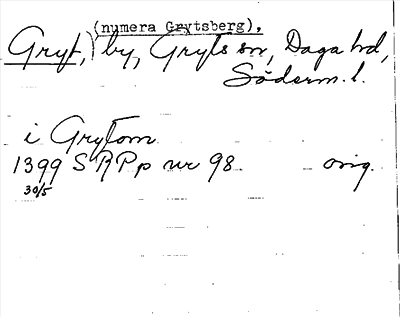 (numera Grytsberg),
Gryt, by, Gryts sn, Daga hd,
Söderm. l.
i Grytom
1399 SRPp nr 98. orig.
30/5